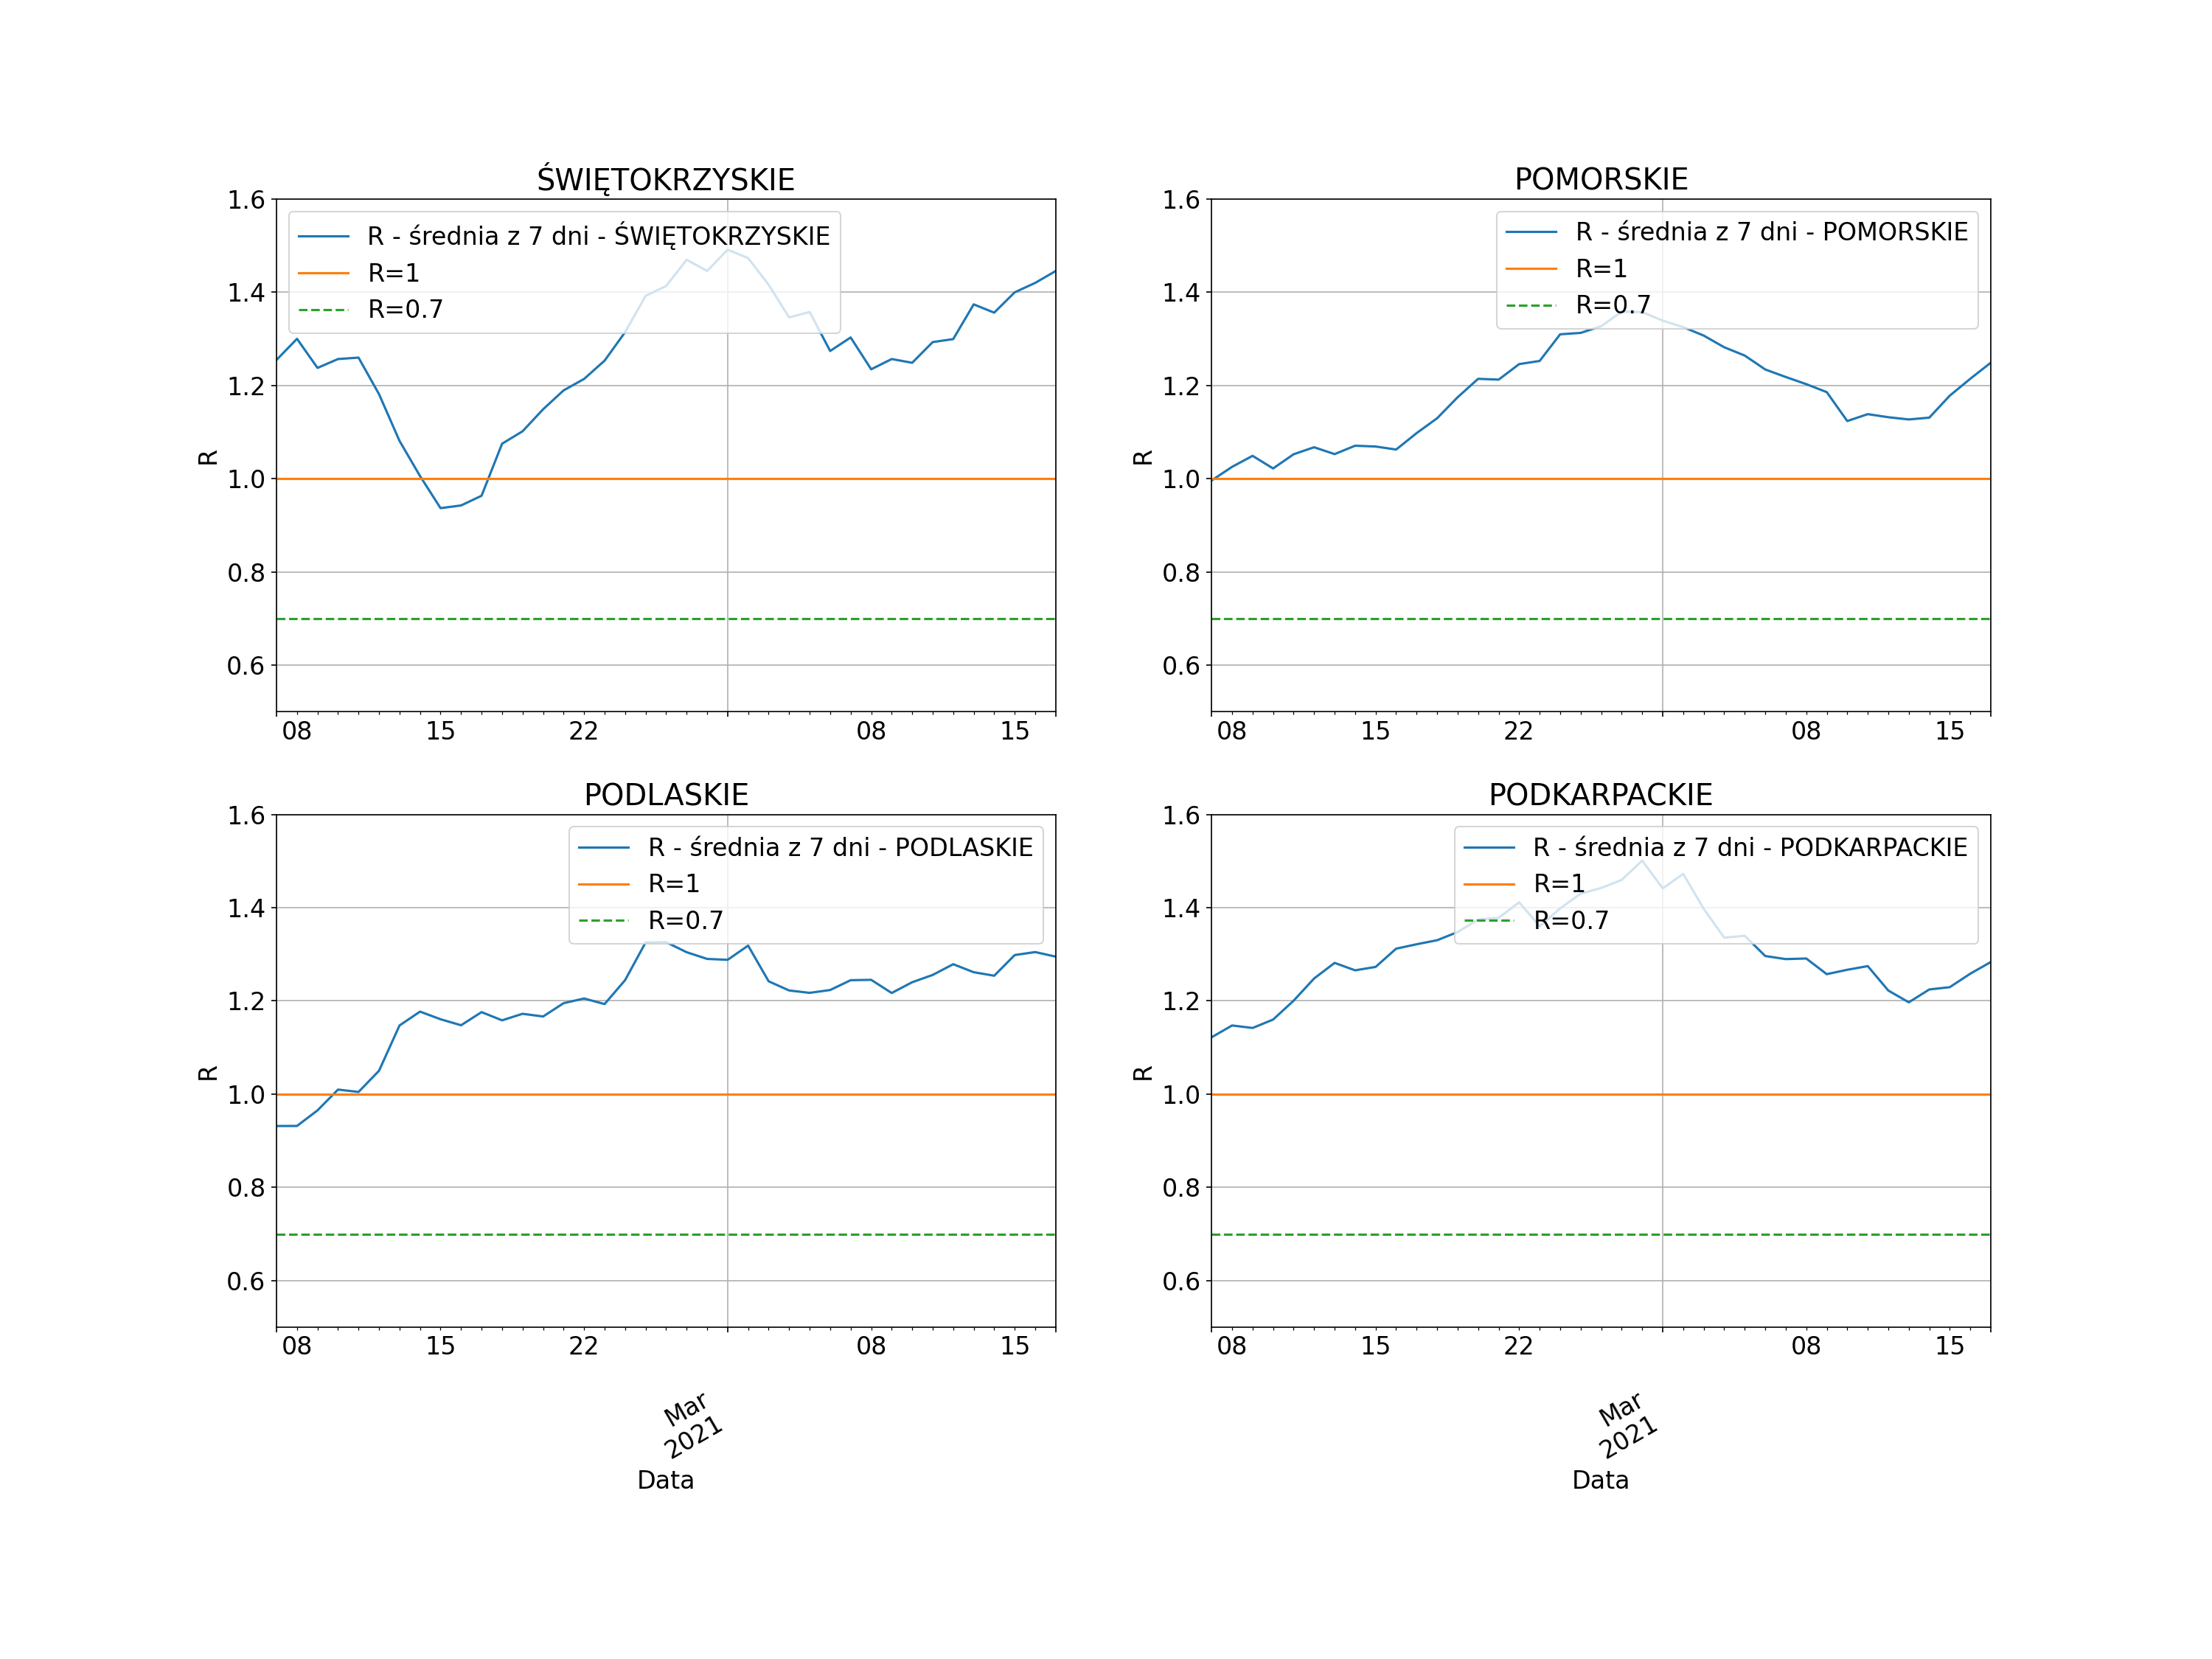 ŚWIĘTOKRZYSKIE
R - średnia z 7 dni - ŚWIĘTOKRZYSKIE
R=1
R=0.7
1.6
1.4
1.2
1.0
0.8
0.6
R
08 15 22 08 15
POMORSKIE
R - średnia z 7 dni - POMORSKIE
R=1
R=0.7
1.6
1.4
1.2
1.0
0.8
0.6
R
08 15 22 08 15
PODLASKIE
R - średnia z 7 dni - PODLASKIE
R=1
R=0.7
1.6
1.4
1.2
1.0
0.8
0.6
R
08 15 22 08 15
Mar
2021
Data
PODKARPACKIE
R - średnia z 7 dni - PODKARPACKIE
R=1
R=0.7
1.6
1.4
1.2
1.0
0.8
0.6
R
08 15 22 08 15
Mar
2021
Data